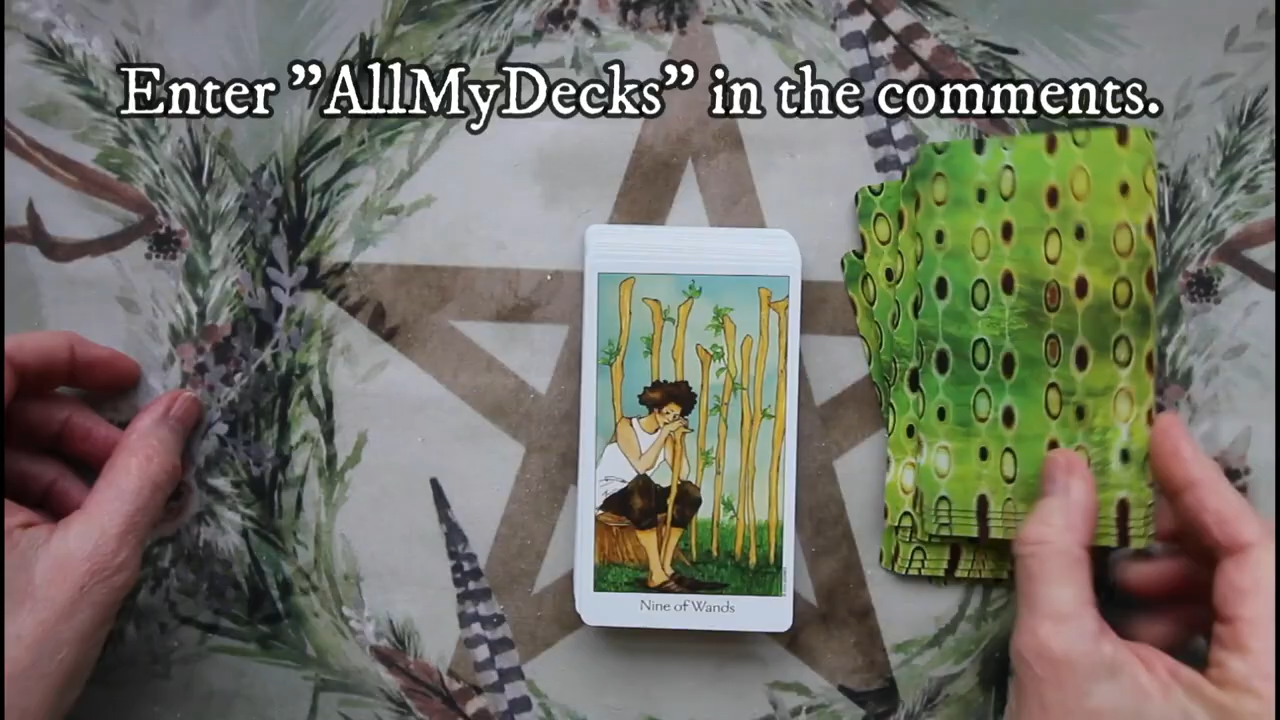 Enter "AllMyDecks" in the comments.
Nine of Wands